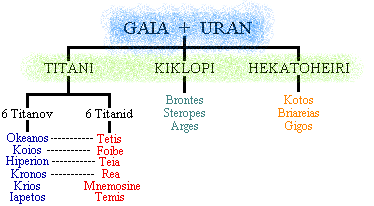 GAIA + URAN
TITANI KIKLOPI HEKATOHEIRI
Brontes
Steropes
Arges
Kotos
Briareias
Gigos
6 Titanov 6 Titanid
Okeanos ----------- Tetis
Koios ----------- Foibe
Hiperion ----------- Teia
Kronos ----------- Rea
Krios Mnemosine
Iapetos Temis